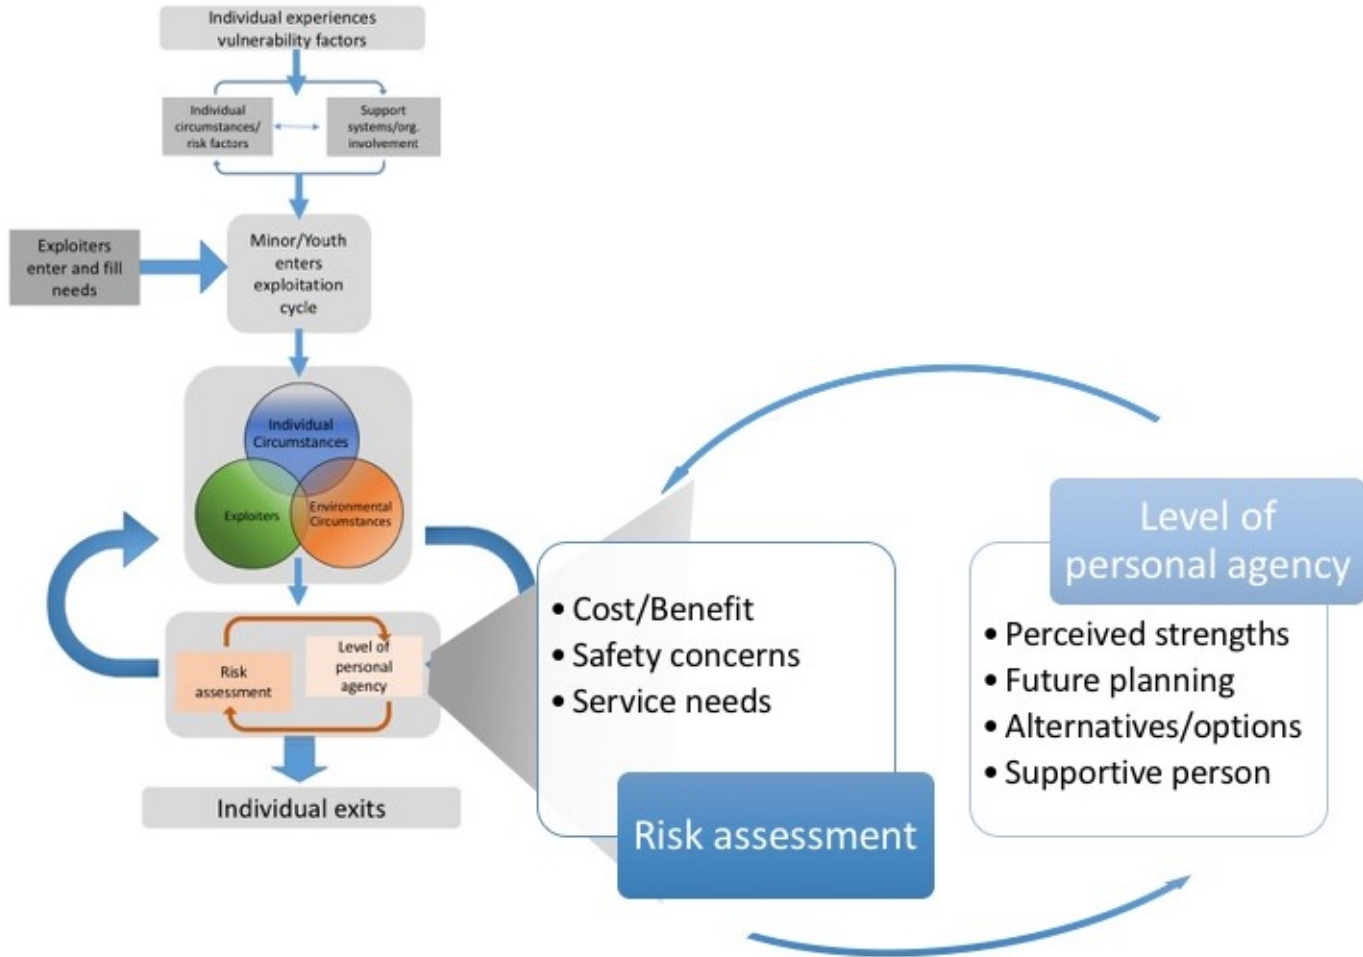 Individual experiences
vulnerability factors
Individual
circumstances/
risk factors
Support
systems/org.
involvement
Exploiters
enter and fill
needs
Minor/Youth
enters
exploitation
cycle
Individual
Circumstances
Exploiters
Environmental
Circumstances
Risk
assessment
Level of
personal
agency
Individual exits
• Cost/Benefit
• Safety concerns
• Service needs
Risk assessment
Level of
personal agency
• Perceived strengths
• Future planning
• Alternatives/options
• Supportive person